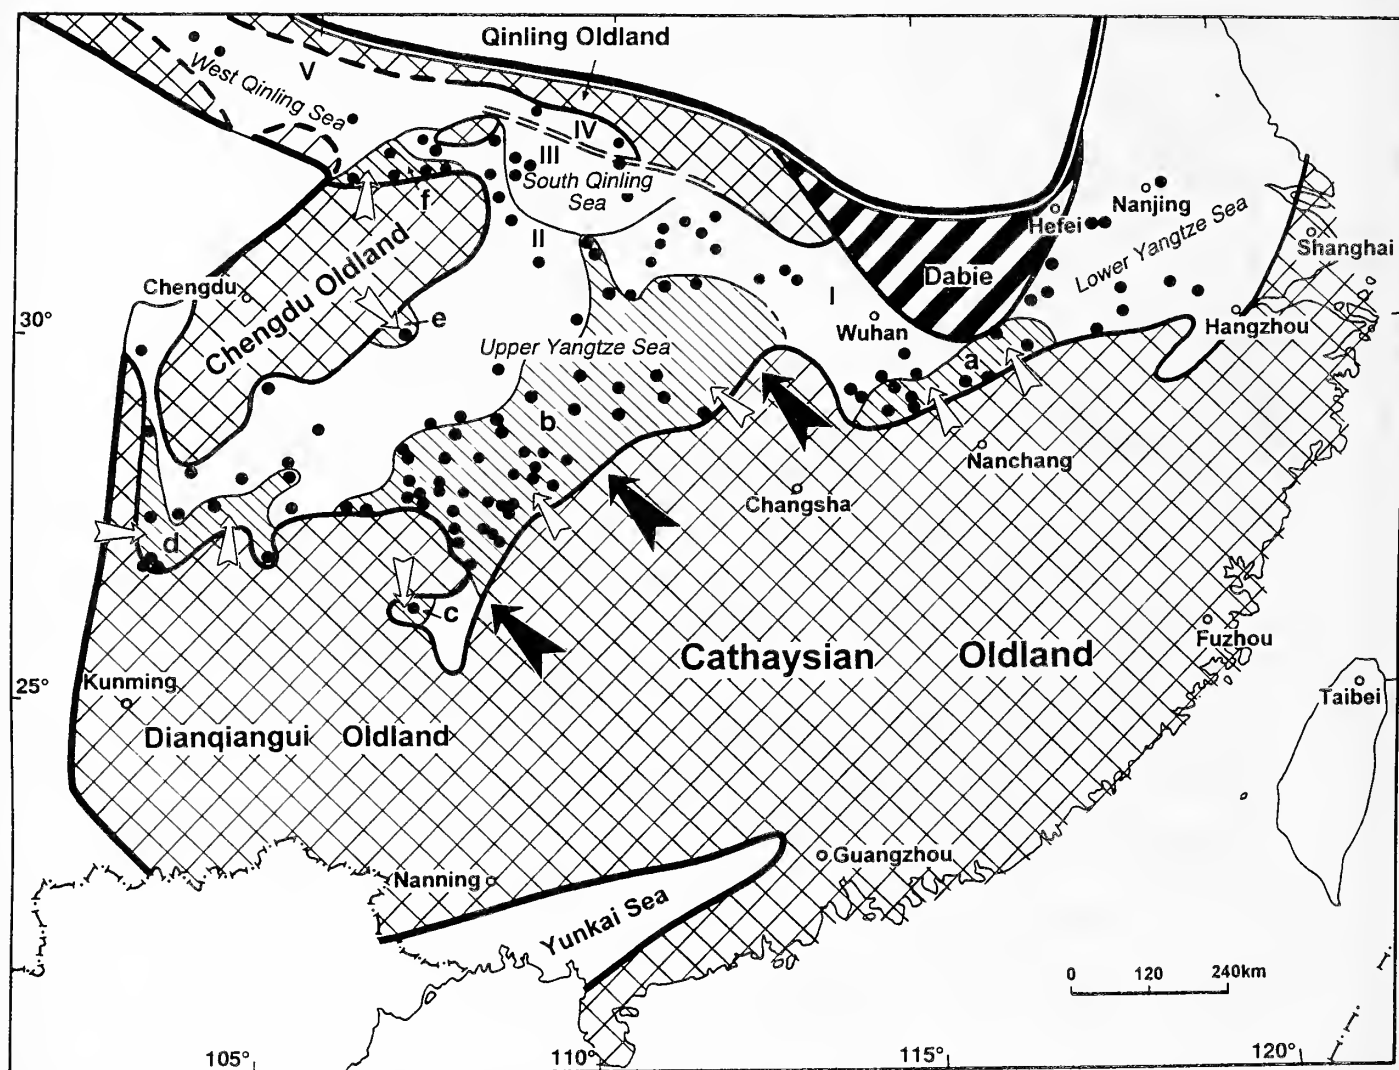 Qinling Oldland
V
West Qinling
Sea
IV
III
South Qinling
Sea
f
II
Nanjing
Hefei
Lower Yangtze Sea
Shanghai
Chengdu
Chengdu Oldland
Dabie
I
30°
e
Wuhan
Hangzhou
Upper Yangtze Sea
a
b
Nanchang
Changsha
d
c
Fuzhou
Cathaysian Oldland
Kunming
25°
Taibei
Dianqiangui Oldland
Guangzhou
Nanning
Yunkai Sea
0 120 240km
105° 110° 115° 120°